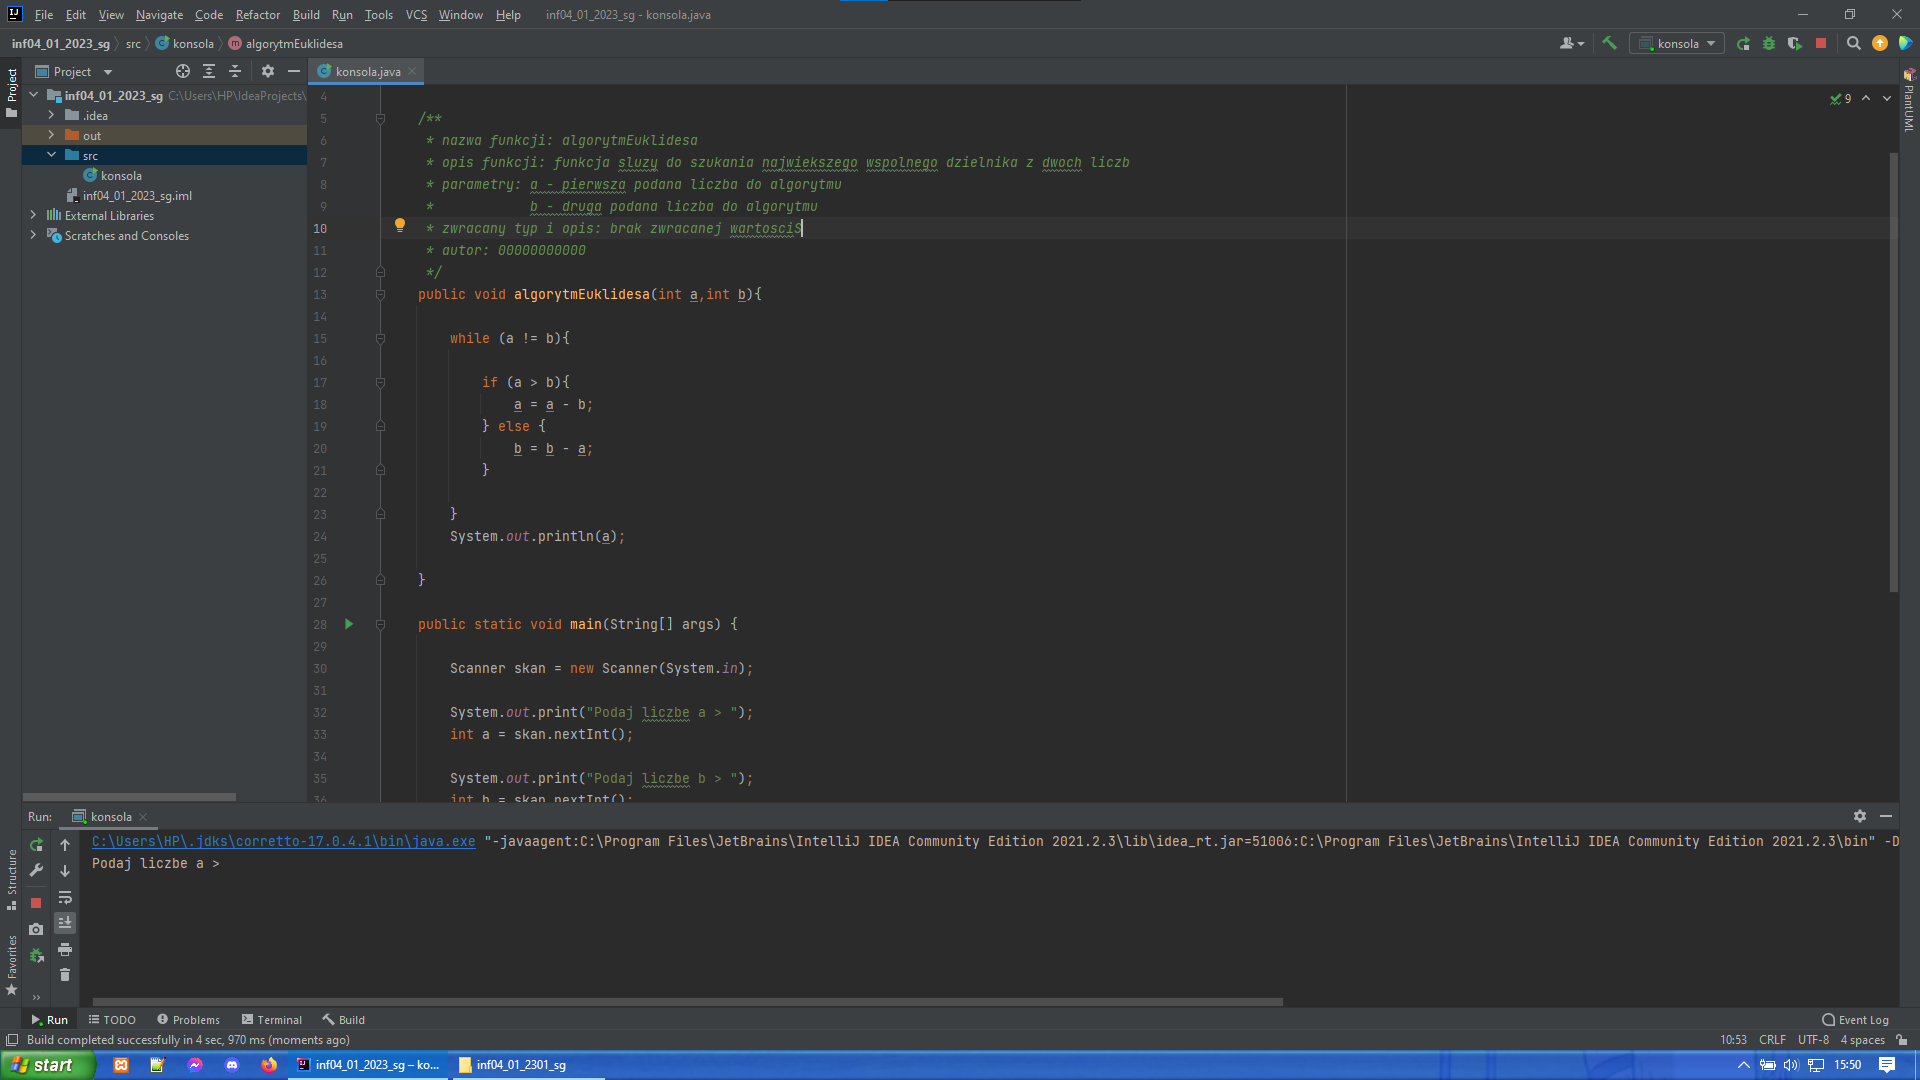 File Edit View Navigate Code Refactor Build Run Tools VCS Window Help inf04_01_2023_sg - konsola.java
inf04_01_2023_sg src konsola algorytmEuklidesa konsola
Project konsola.java
inf04_01_2023_sg C:\Users\HP\IdeaProjects\
.idea
out
src
konsola
inf04_01_2023_sg.iml
External Libraries
Scratches and Consoles
Project
Structure
Favorites
PlantUML
9
4
5 /**
6 * nazwa funkcji: algorytmEuklidesa
7 * opis funkcji: funkcja sluzy do szukania najwiekszego wspolnego dzielnika z dwoch liczb
8 * parametry: a - pierwsza podana liczba do algorytmu
9 * b - druga podana liczba do algorytmu
10 * zwracany typ i opis: brak zwracanej wartosciS
11 * autor: 00000000000
12 */
13 public void algorytmEuklidesa(int a,int b){
14
15 while (a != b){
16
17 if (a > b){
18 a = a - b;
19 } else {
20 b = b - a;
21 }
22
23 }
24 System.out.println(a);
25
26 }
27
28 public static void main(String[] args) {
29
30 Scanner skan = new Scanner(System.in);
31
32 System.out.print("Podaj liczbe a > ");
33 int a = skan.nextInt();
34
35 System.out.print("Podaj liczbe b > ");
36 int b = skan.nextInt();
Run: konsola
C:\Users\HP\.jdks\corretto-17.0.4.1\bin\java.exe "-javaagent:C:\Program Files\JetBrains\IntelliJ IDEA Community Edition 2021.2.3\lib\idea_rt.jar=51006:C:\Program Files\JetBrains\IntelliJ IDEA Community Edition 2021.2.3\bin" -D
Podaj liczbe a >
Run TODO Problems Terminal Build Event Log
Build completed successfully in 4 sec, 970 ms (moments ago) 10:53 CRLF UTF-8 4 spaces
start inf04_01_2023_sg – ko... inf04_01_2301_sg 15:50